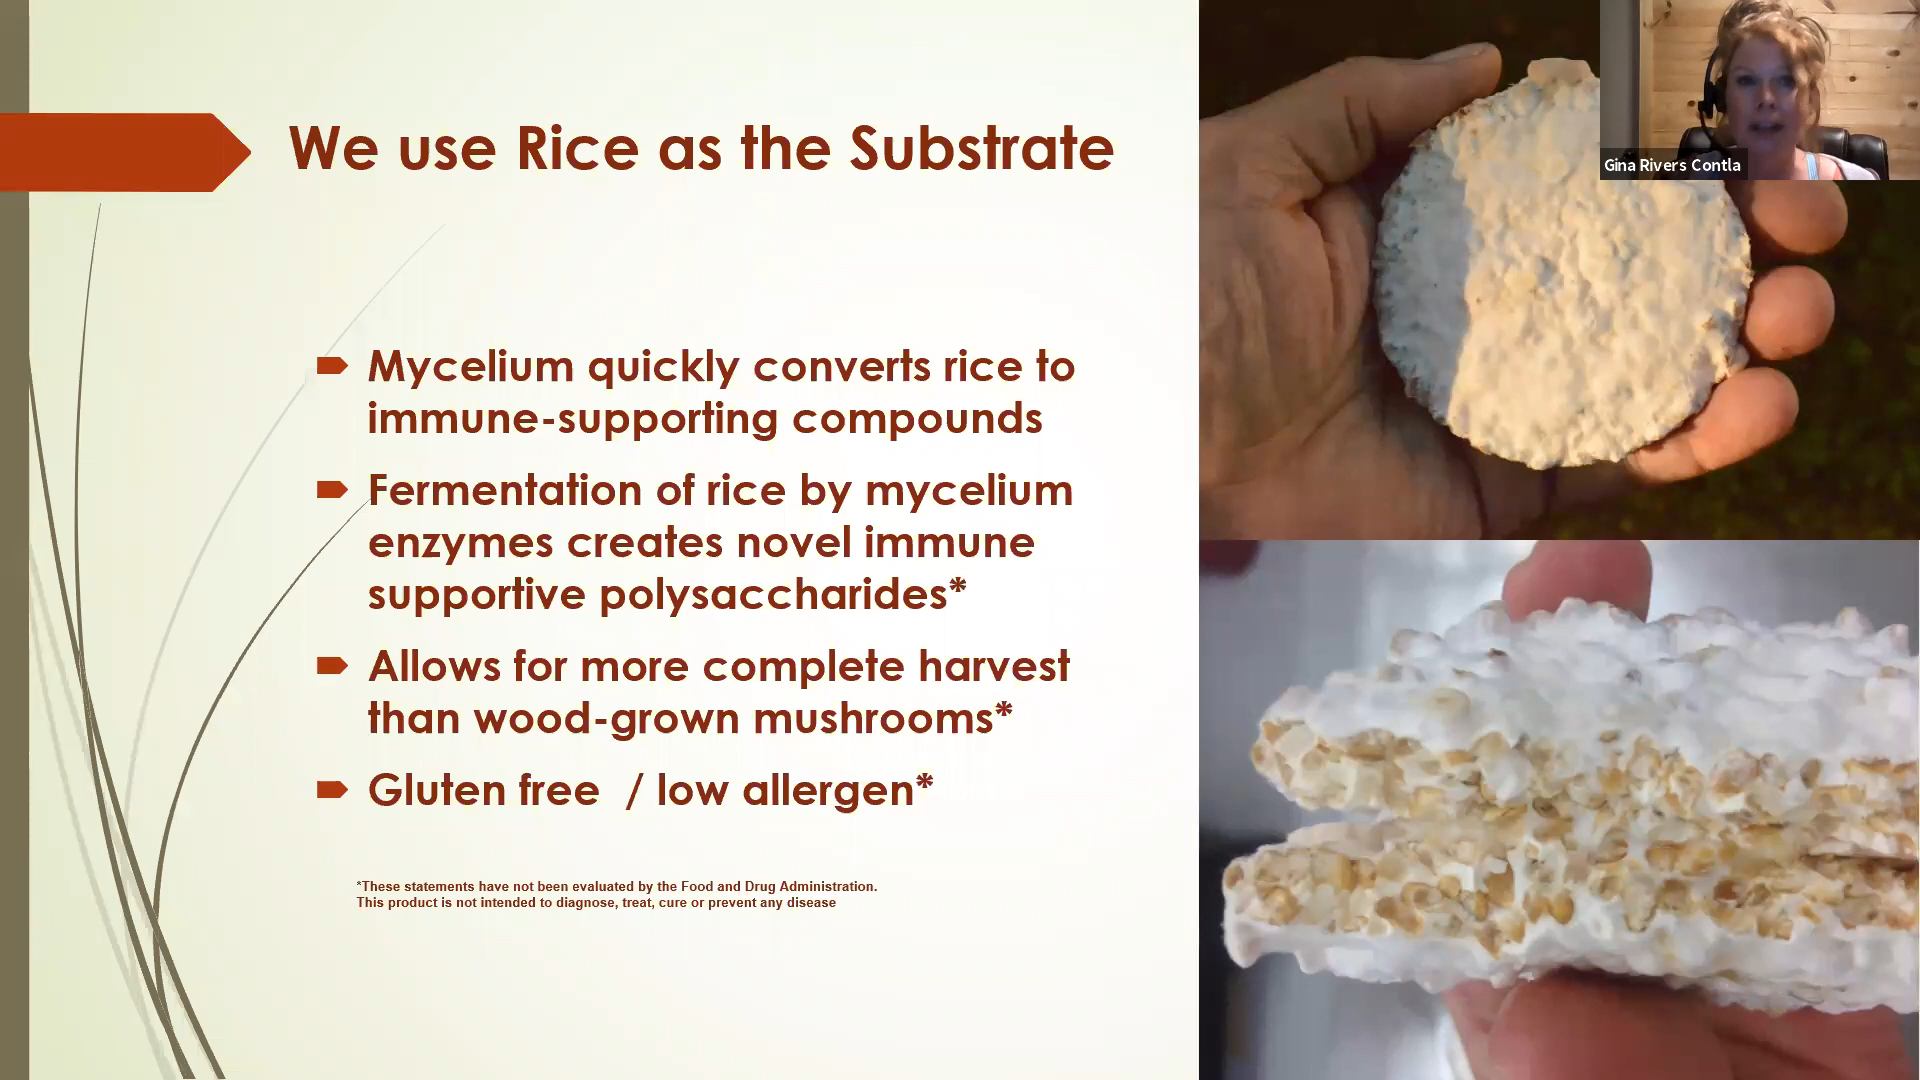 We use Rice as the Substrate
Gina Rivers Contla
Mycelium quickly converts rice to
immune-supporting compounds
Fermentation of rice by mycelium
enzymes creates novel immune
supportive polysaccharides*
Allows for more complete harvest
than wood-grown mushrooms*
Gluten free / low allergen*
*These statements have not been evaluated by the Food and Drug Administration.
This product is not intended to diagnose, treat, cure or prevent any disease